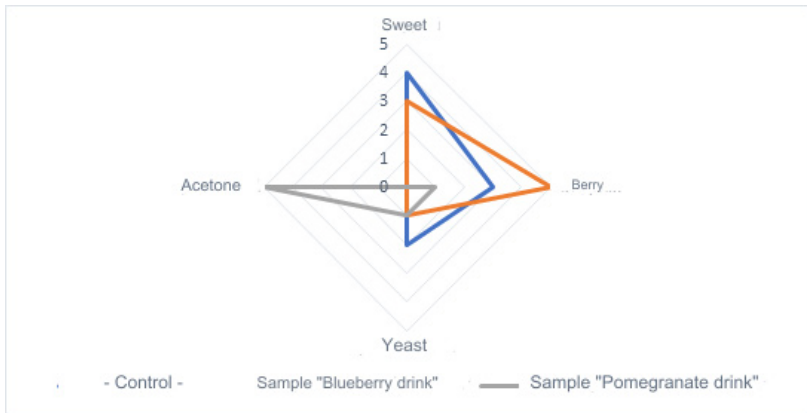 Sweet
5
4
3
2
1
0
Acetone
Berry
Yeast
- Control -
Sample "Blueberry drink"
Sample "Pomegranate drink"